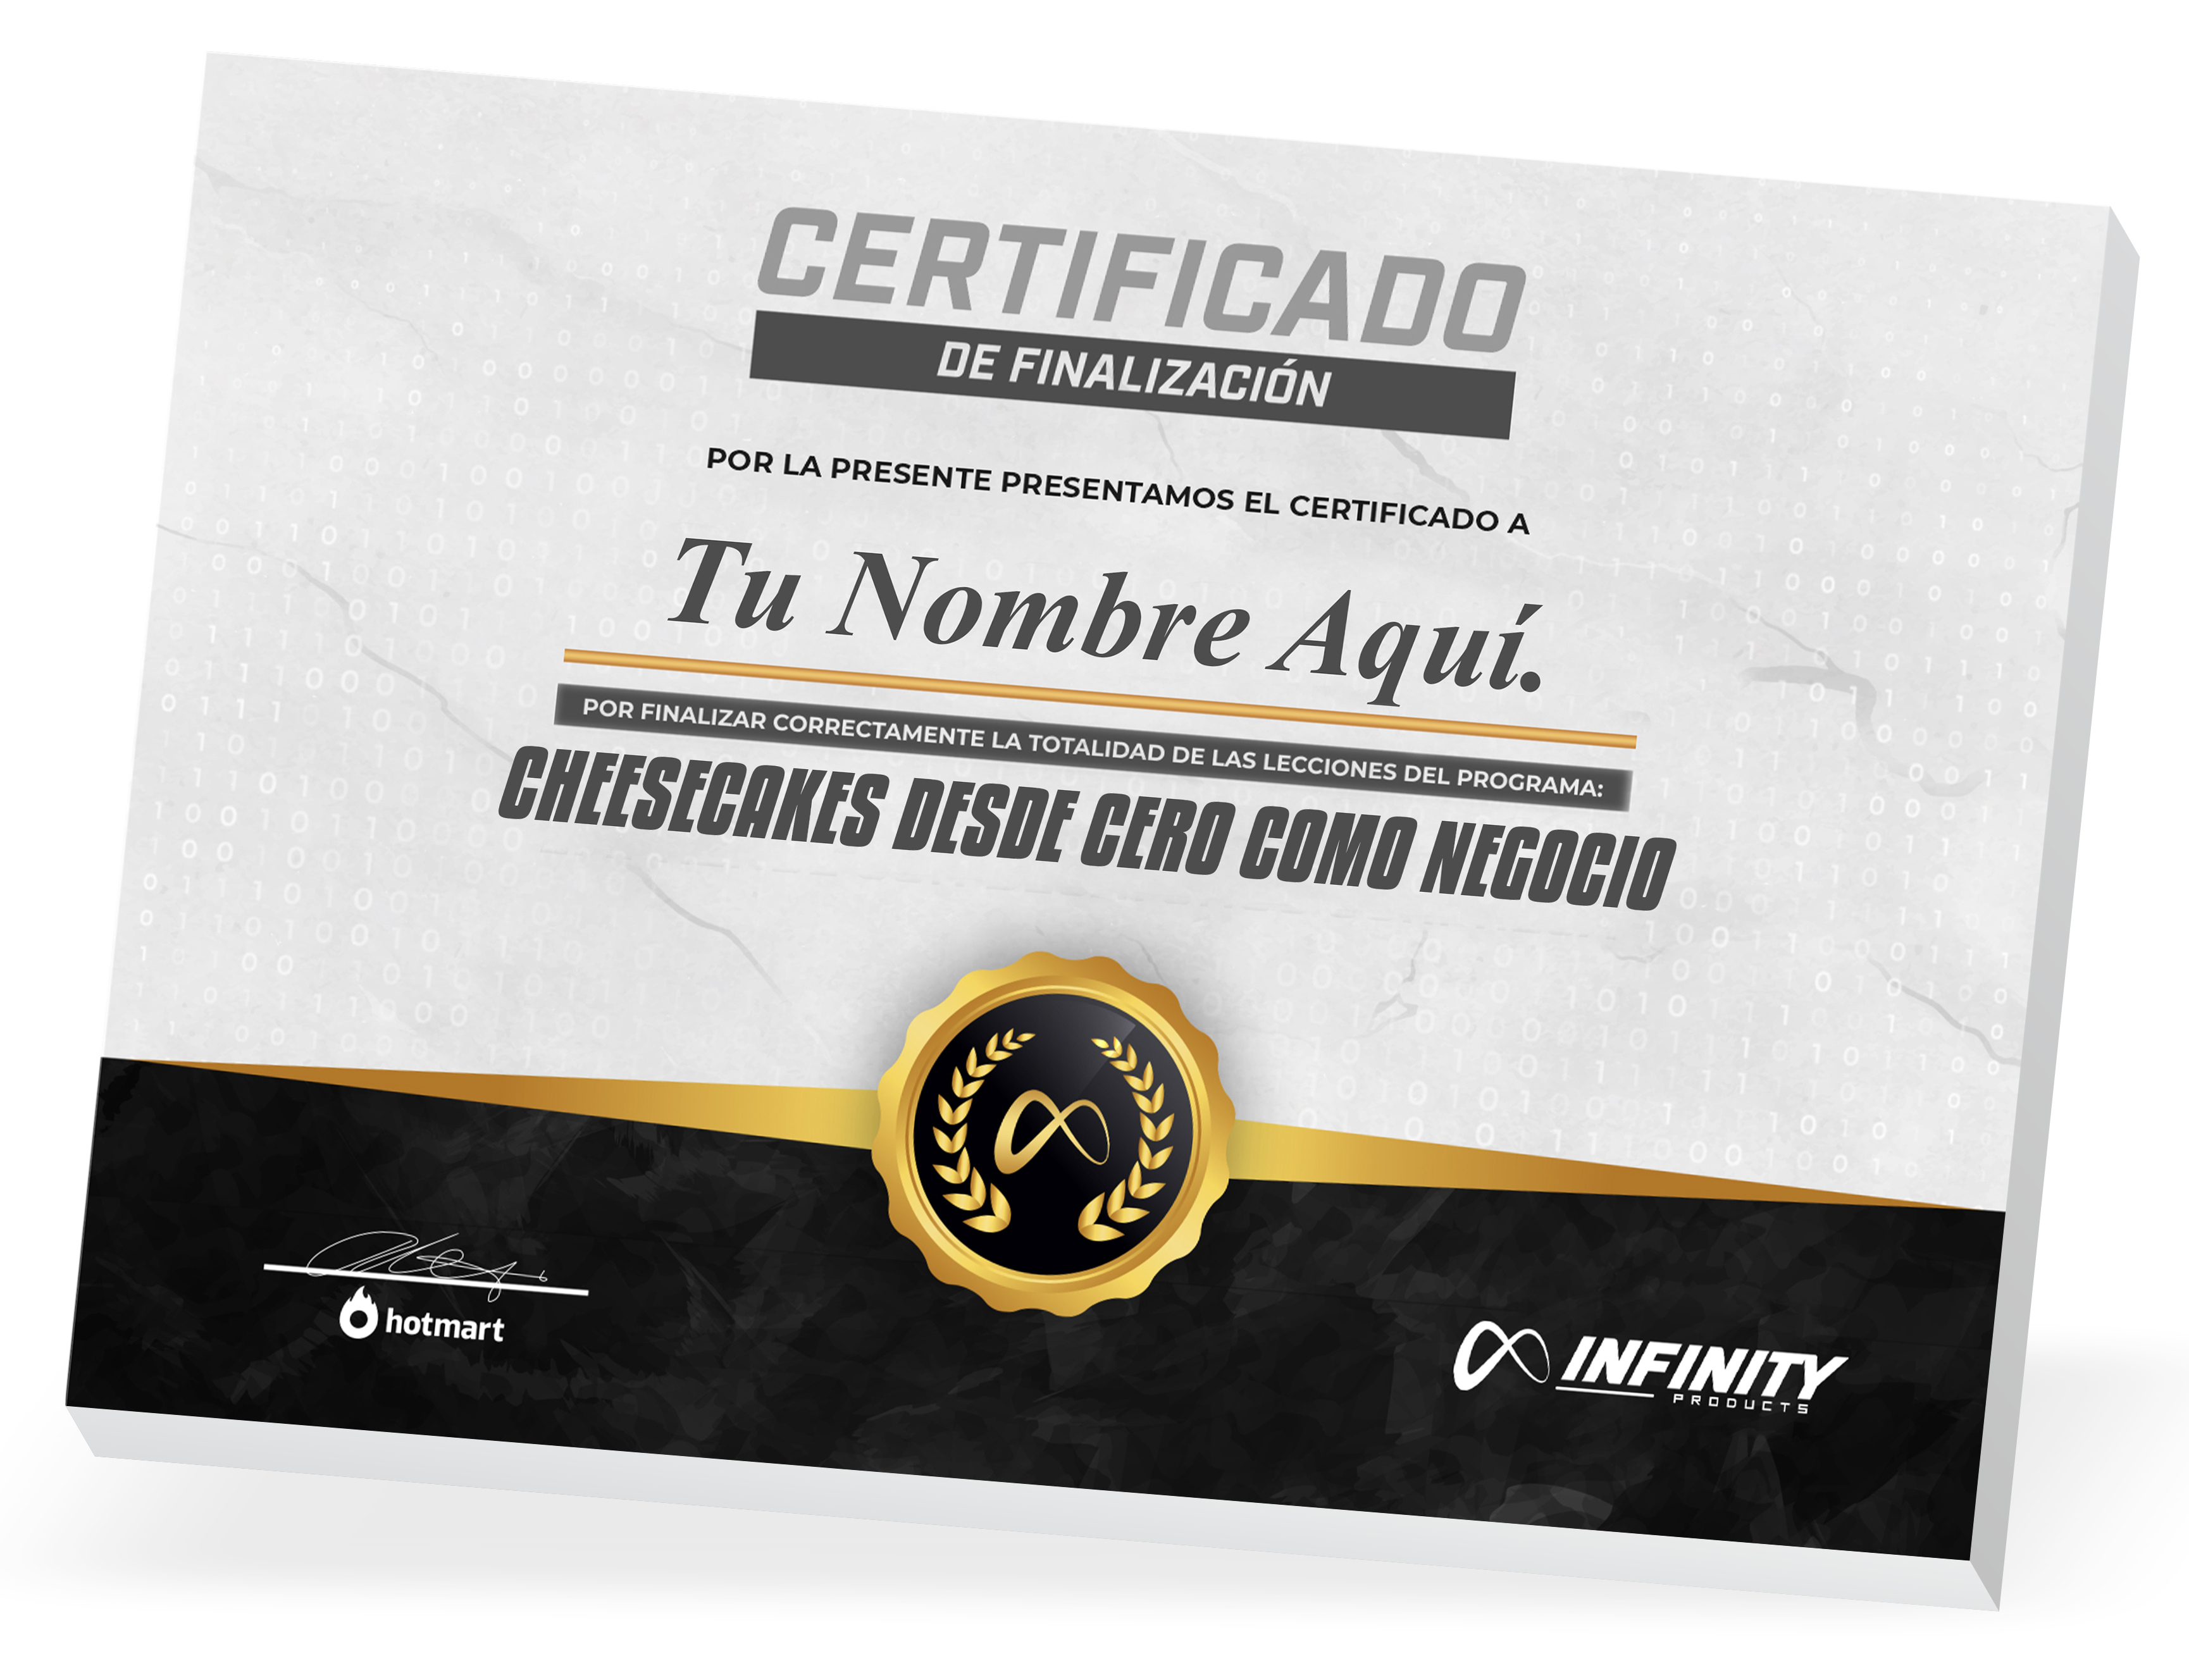 CERTIFICADO
DE FINALIZACIÓN
POR LA PRESENTE PRESENTAMOS EL CERTIFICADO A
Tu Nombre Aquí.
POR FINALIZAR CORRECTAMENTE LA TOTALIDAD DE LAS LECCIONES DEL PROGRAMA:
CHEESECAKES DESDE CERO COMO NEGOCIO
hotmart
INFINITY
PRODUCTS